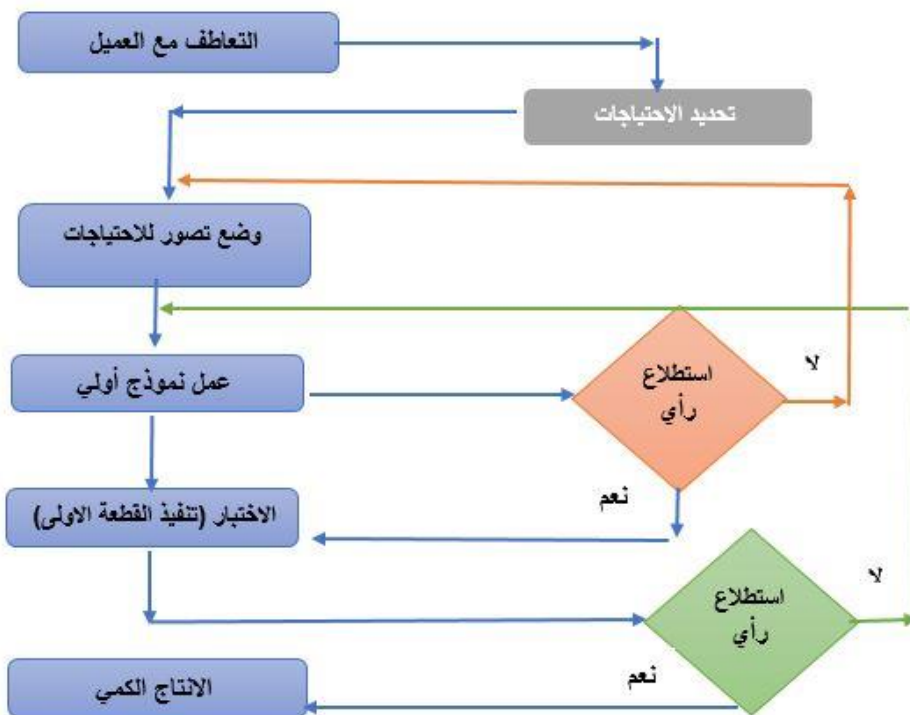 التعاطف مع العميل
تحديد الاحتياجات
وضع تصور للاحتياجات
عمل نموذج أولي
استطلاع
رأي
لا
نعم
الاختبار (تنفيذ القطعة الاولى)
استطلاع
رأي
لا
نعم
الانتاج الكمي